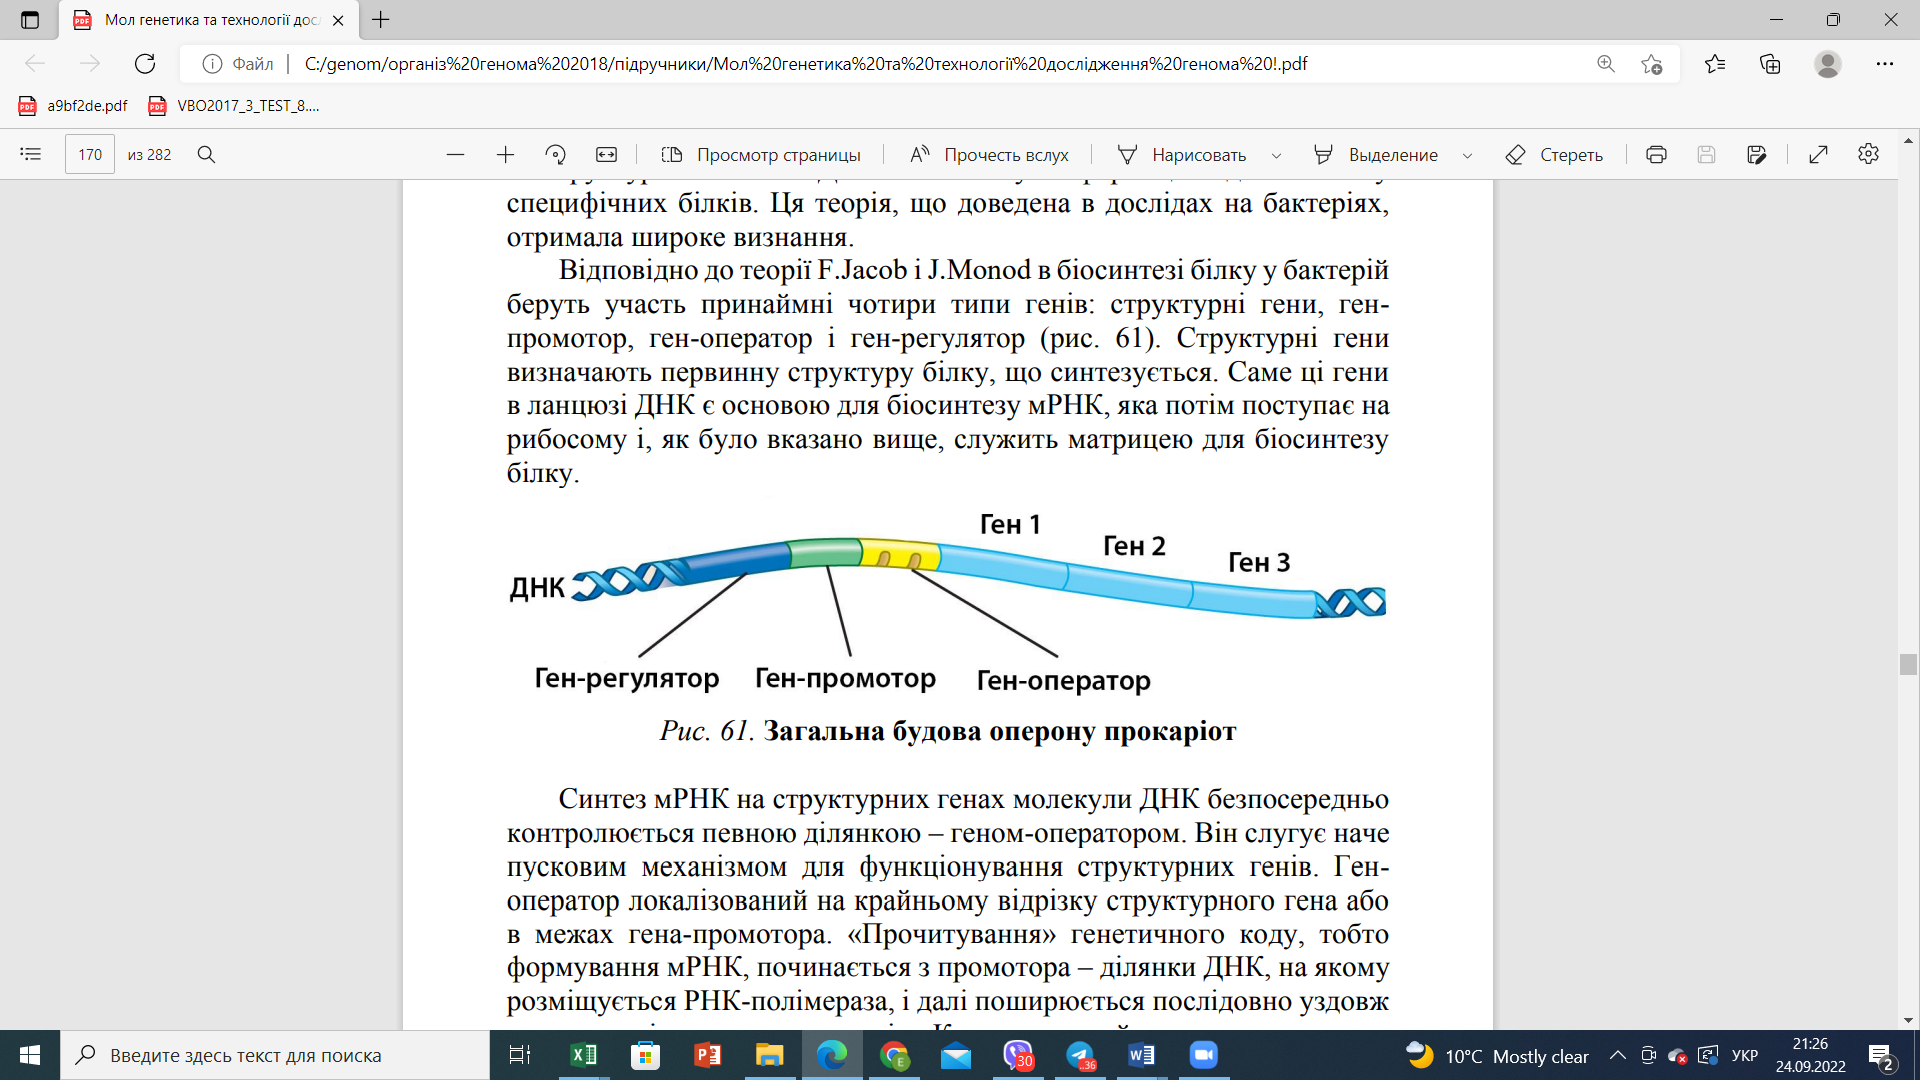 Мол генетика та технології дос
Файл
C:/genom/організ%20генома%202018/підручники/Мол%20генетика%20та%20технології%20дослідження%20генома%20!.pdf
a9bf2de.pdf
VBO2017_3_TEST_8....
170 из 282
Просмотр страницы
Прочесть вслух
Нарисовать
Выделение
Стереть
специфічних білків. Ця теорія, що доведена в дослідах на бактеріях,
отримала широке визнання.
Відповідно до теорії F.Jacob і J.Monod в біосинтезі білку у бактерій
беруть участь принаймні чотири типи генів: структурні гени, ген-
промотор, ген-оператор і ген-регулятор (рис. 61). Структурні гени
визначають первинну структуру білку, що синтезується. Саме ці гени
в ланцюзі ДНК є основою для біосинтезу мРНК, яка потім поступає на
рибосому і, як було вказано вище, служить матрицею для біосинтезу
білку.
Ген 1
Ген 2
Ген 3
ДНК
Ген-регулятор
Ген-промотор
Ген-оператор
Рис. 61. Загальна будова оперону прокаріот
Синтез мРНК на структурних генах молекули ДНК безпосередньо
контролюється певною ділянкою – геном-оператором. Він слугує наче
пусковим механізмом для функціонування структурних генів. Ген-
оператор локалізований на крайньому відрізку структурного гена або
в межах гена-промотора. «Прочитування» генетичного коду, тобто
формування мРНК, починається з промотора – ділянки ДНК, на якому
розміщується РНК-полімераза, і далі поширюється послідовно уздовж
Введите здесь текст для поиска
E
30
..36
10°C Mostly clear
УКР
21:26
24.09.2022
2